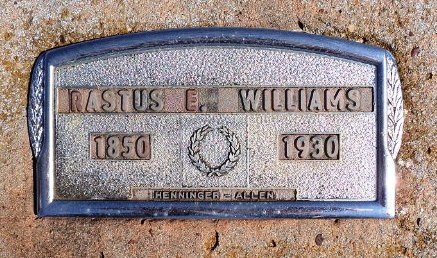 RASTUS E. WILLIAMS
1850 1930
HENNINGER - ALLEN